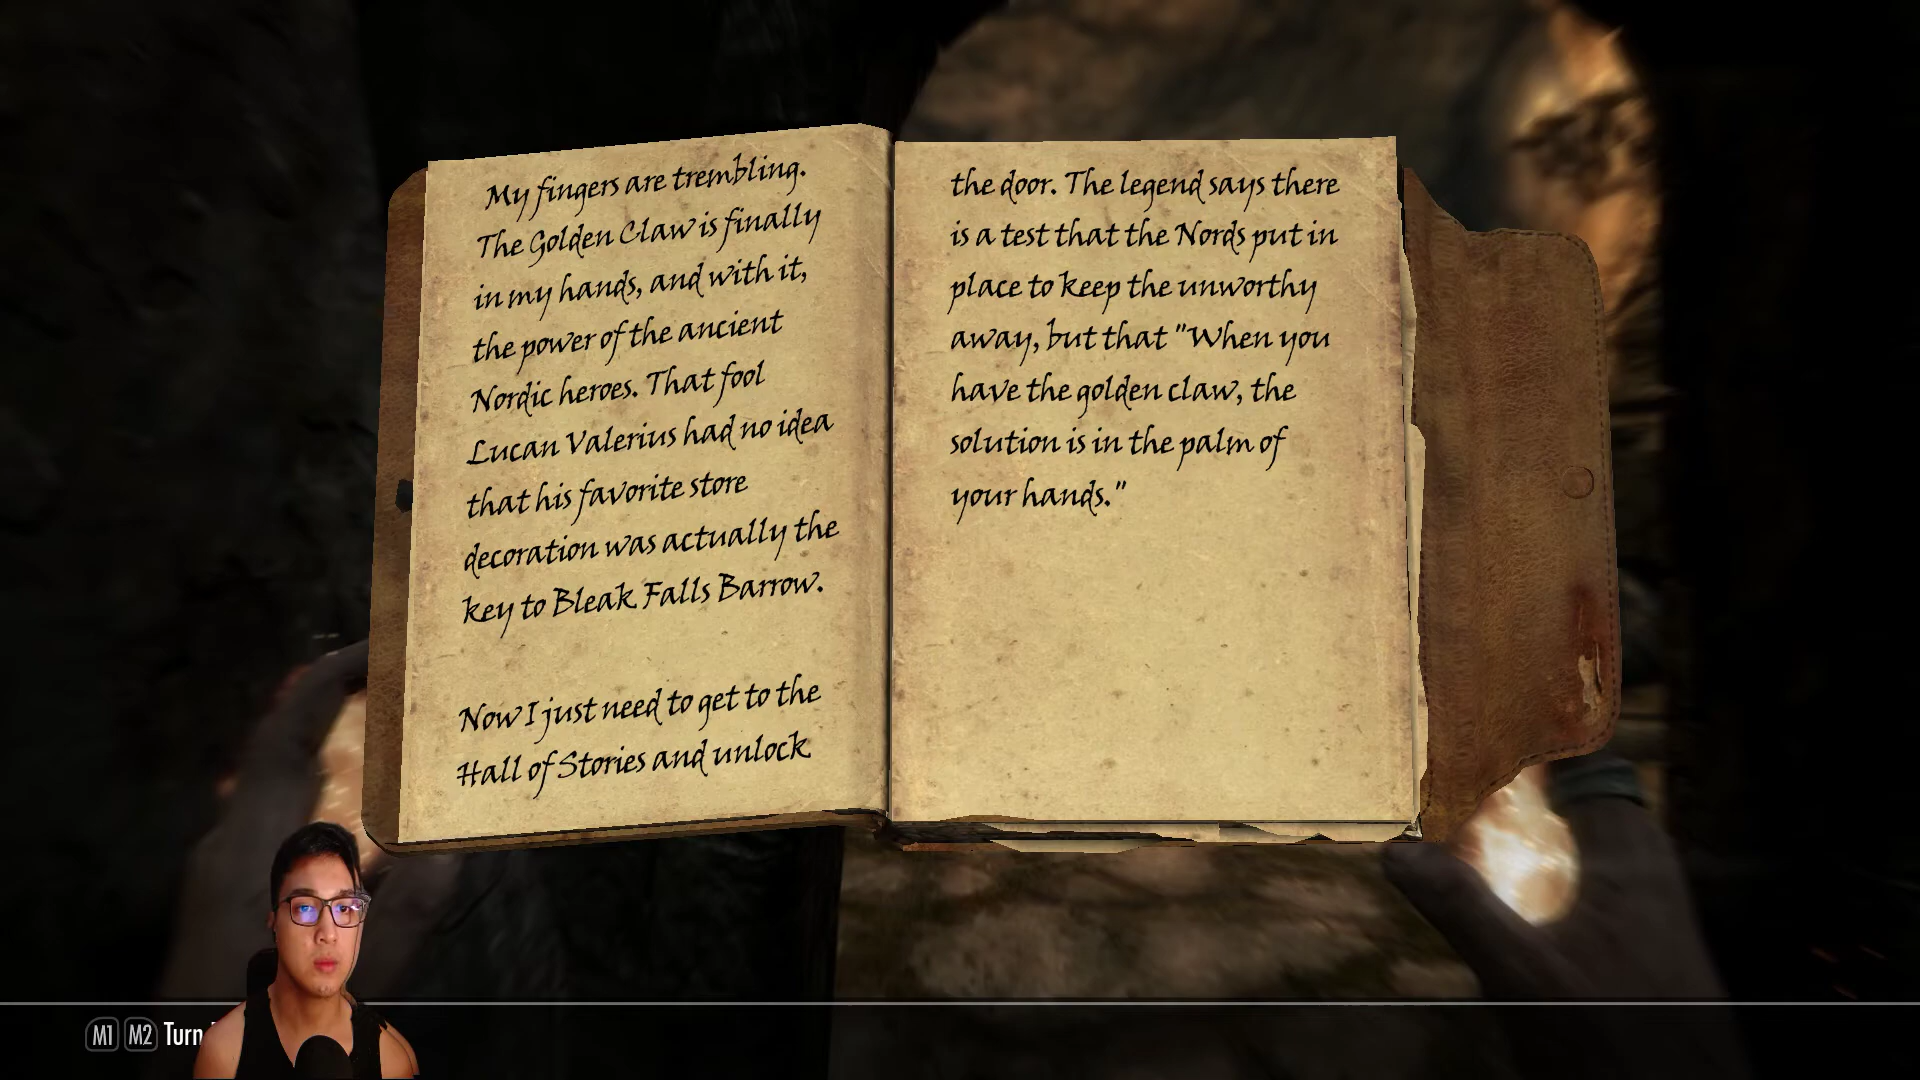 My fingers are trembling.
The Golden Claw is finally
in my hands, and with it,
the power of the ancient
Nordic heroes. That fool
Lucan Valerius had no idea
that his favorite store
decoration was actually the
key to Bleak Falls Barrow.
Now I just need to get to the
Hall of Stories and unlock
the door. The legend says there
is a test that the Nords put in
place to keep the unworthy
away, but that "When you
have the golden claw, the
solution is in the palm of
your hands."
M1 M2 Turn